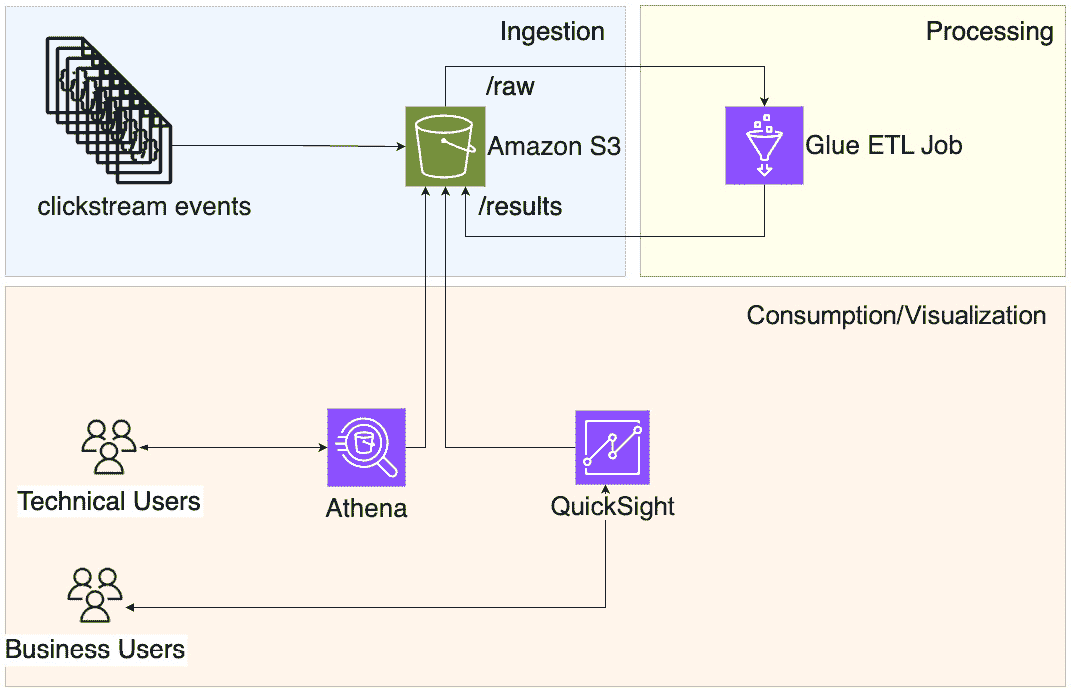 Ingestion
Processing
/raw
Amazon S3
Glue ETL Job
clickstream events
/results
Consumption/Visualization
Technical Users
Athena
QuickSight
Business Users